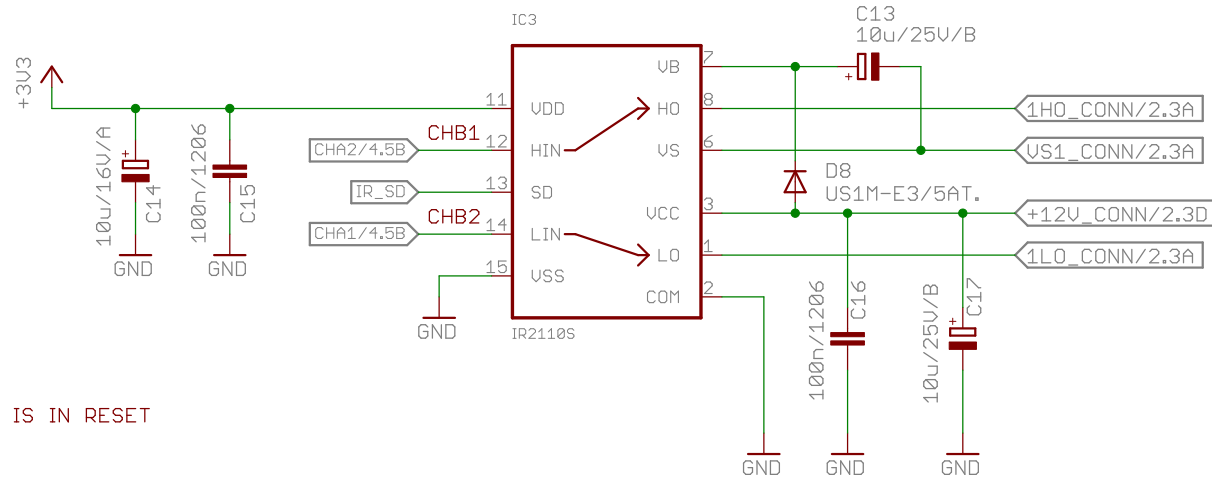 IC3
C13
10u/25V/B
+3V3
10u/16V/A
+
C14
100n/1206
C15
GND
GND
CHB1
CHA2/4.5B
IR_SD
CHB2
CHA1/4.5B
GND
11 VDD
12 HIN
13 SD
14 LIN
15 VSS
VB 7
HO 8
VS 6
VCC 3
LO 1
COM 2
IR2110S
+
1HO_CONN/2.3A
VS1_CONN/2.3A
D8
US1M-E3/5AT.
+12V_CONN/2.3D
1LO_CONN/2.3A
100n/1206
C16
10u/25V/B
+
C17
GND
GND
GND
IS IN RESET